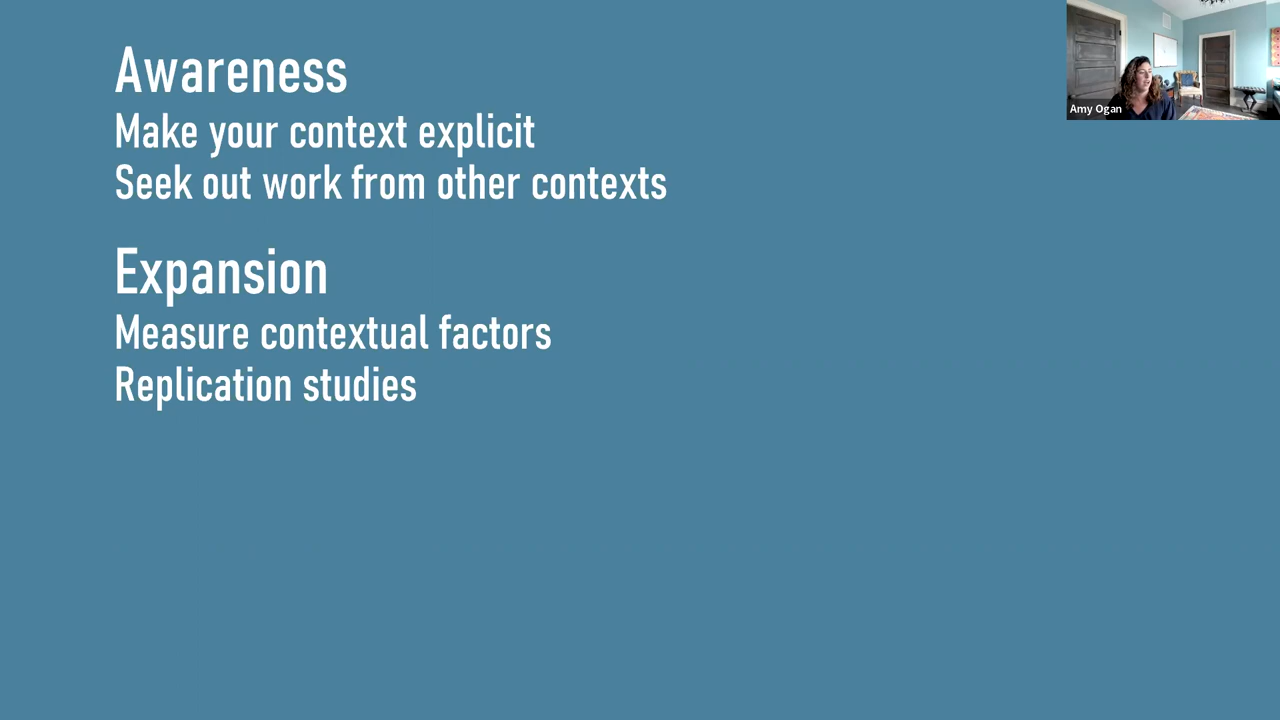 Awareness
Make your context explicit
Seek out work from other contexts
Expansion
Measure contextual factors
Replication studies
Amy Ogan